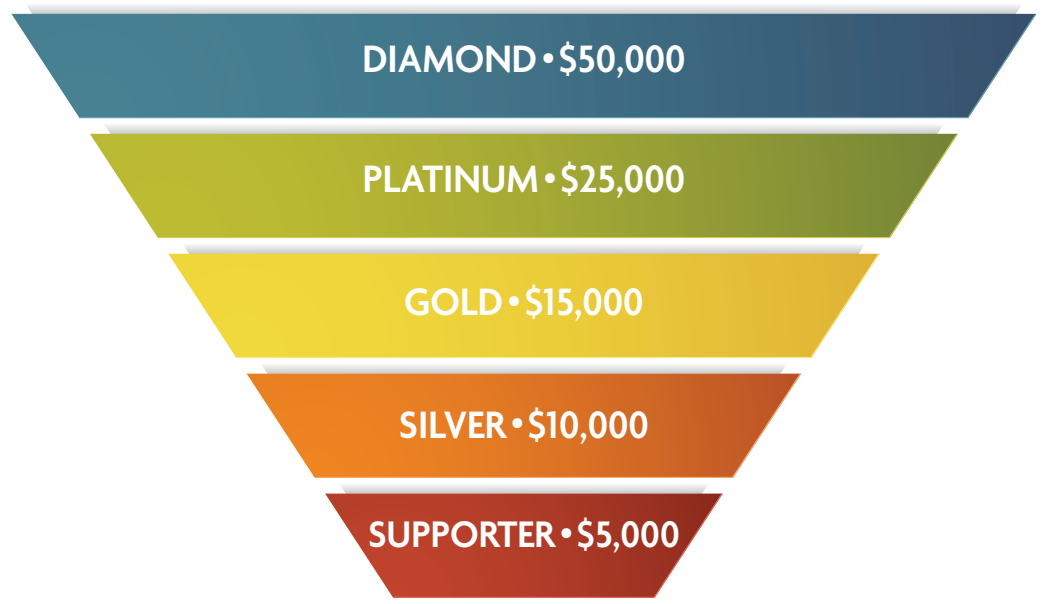 DIAMOND • $50,000
PLATINUM • $25,000
GOLD • $15,000
SILVER • $10,000
SUPPORTER • $5,000